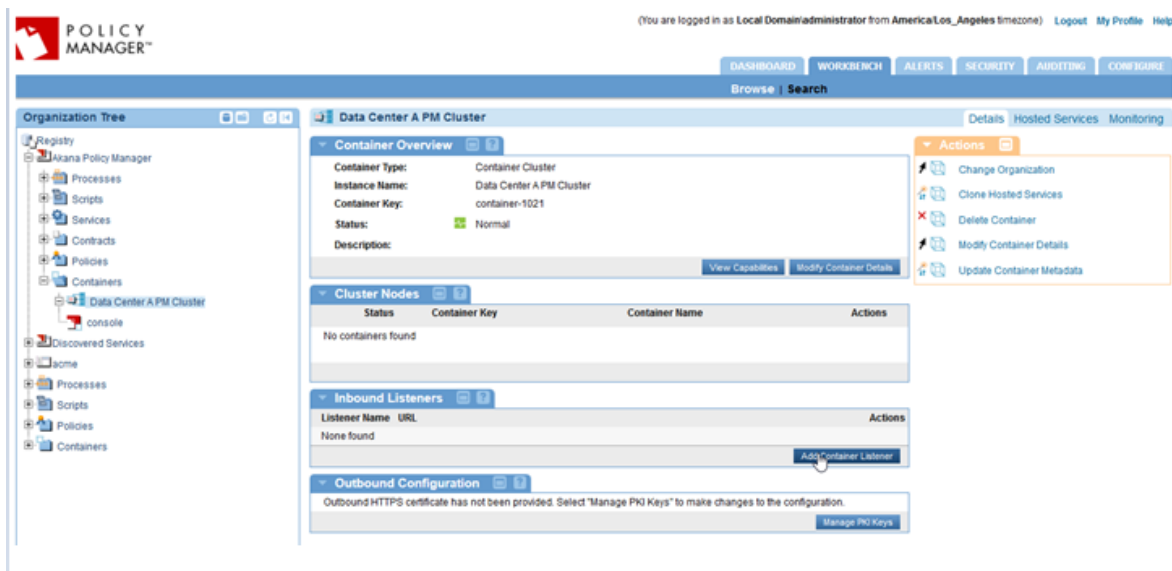 (You are logged in as Local Domain\administrator from America/Los_Angeles timezone) Logout My Profile Help
POLICY
MANAGER™
DASHBOARD WORKBENCH ALERTS SECURITY AUDITING CONFIGURE
Browse | Search
Organization Tree
Registry
Akana Policy Manager
Processes
Scripts
Services
Contracts
Policies
Containers
Data Center A PM Cluster
console
Discovered Services
acme
Processes
Scripts
Policies
Containers
Data Center A PM Cluster
Details Hosted Services Monitoring
Container Overview
Container Type: Container Cluster
Instance Name: Data Center A PM Cluster
Container Key: container-1021
Status: Normal
Description:
View Capabilities Modify Container Details
Cluster Nodes
Status Container Key Container Name Actions
No containers found
Inbound Listeners
Listener Name URL Actions
None found
Add Container Listener
Outbound Configuration
Outbound HTTPS certificate has not been provided. Select "Manage PKI Keys" to make changes to the configuration.
Manage PKI Keys
Actions
Change Organization
Clone Hosted Services
Delete Container
Modify Container Details
Update Container Metadata